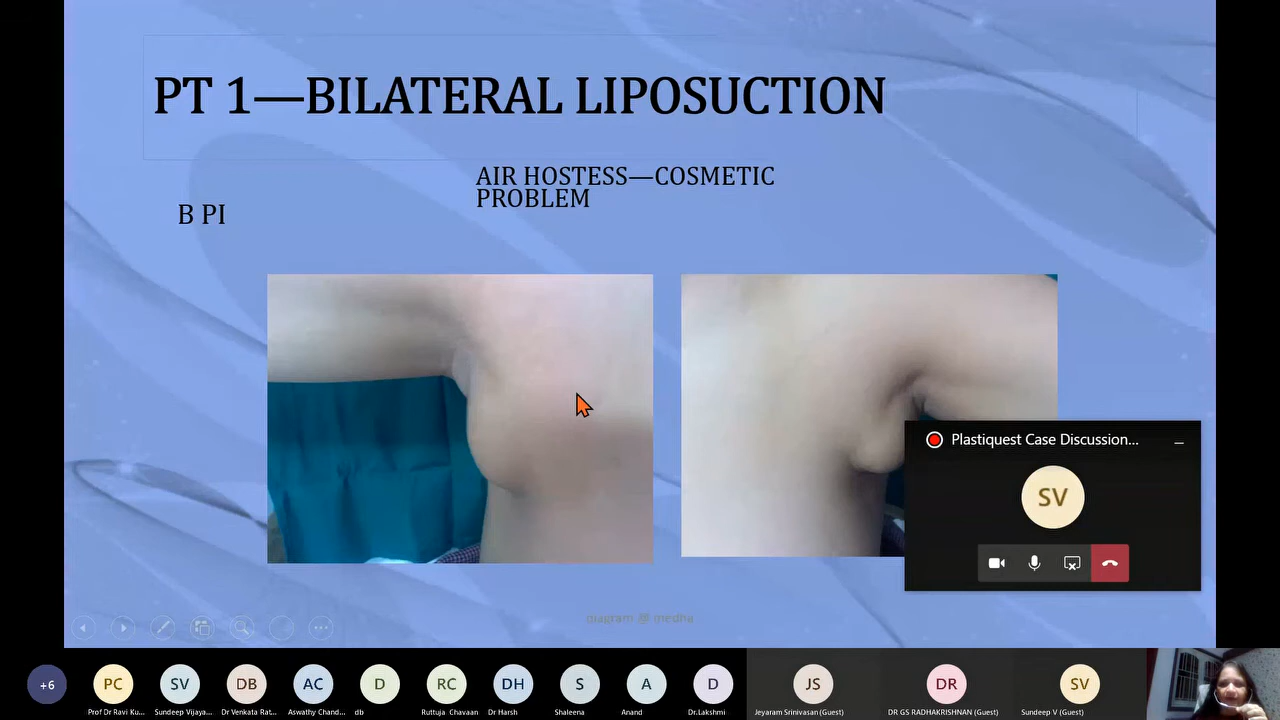 PT 1—BILATERAL LIPOSUCTION
AIR HOSTESS—COSMETIC
PROBLEM
B PI
Plastiquest Case Discussion...
SV
diagram @ medha
+6
PC
SV
DB
AC
D
RC
DH
S
A
D
JS
DR
SV
Prof Dr Ravi Ku...
Sundeep Vijaya...
Dr Venkata Rat...
Aswathy Chand...
db
Ruttuja Chavaan
Dr Harsh
Shaleena
Anand
Dr.Lakshmi
Jeyaram Srinivasan (Guest)
DR GS RADHAKRISHNAN (Guest)
Sundeep V (Guest)